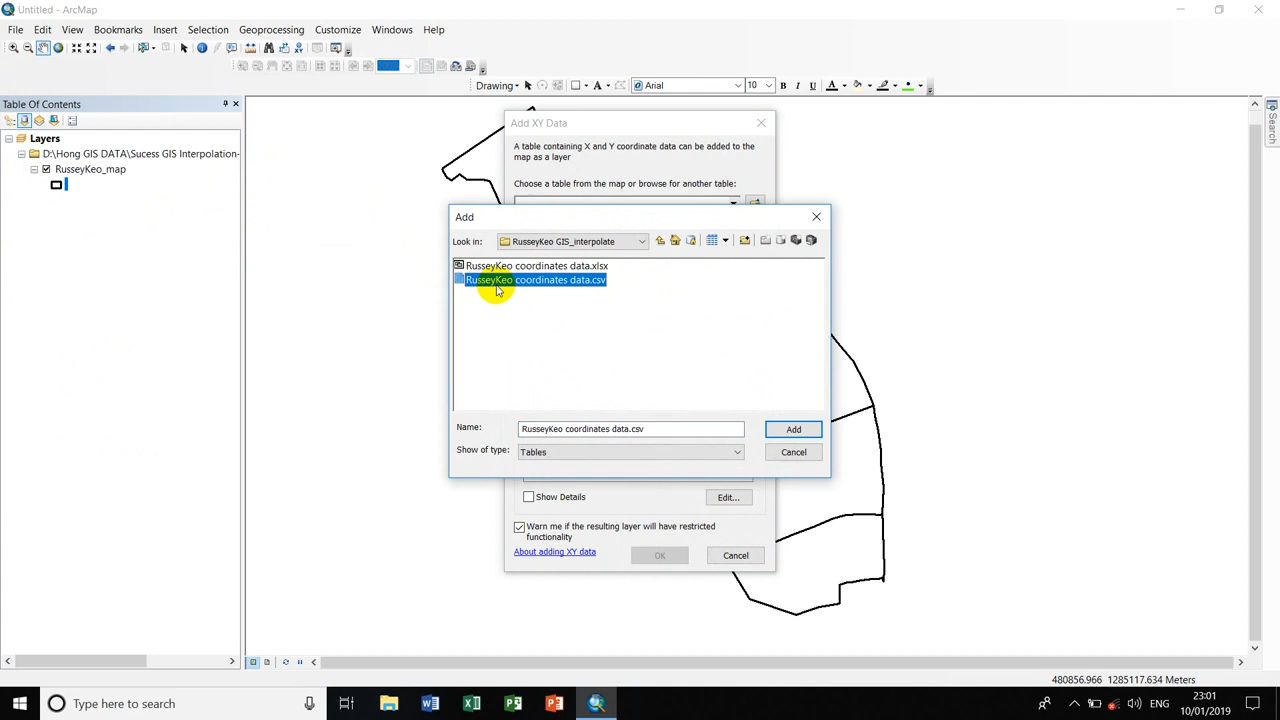 Untitled - ArcMap
File Edit View Bookmarks Insert Selection Geoprocessing Customize Windows Help
Drawing
Arial
10
B I U A
Table Of Contents
Layers
D:\Hong GIS DATA\Sucess GIS Interpolation-
RusseyKeo_map
Search
Add XY Data
A table containing X and Y coordinate data can be added to the
map as a layer
Choose a table from the map or browse for another table:
Add
Look in:
RusseyKeo GIS_interpolate
RusseyKeo coordinates data.xlsx
RusseyKeo coordinates data.csv
Name:
RusseyKeo coordinates data.csv
Add
Show of type:
Tables
Cancel
Show Details
Edit...
Warn me if the resulting layer will have restricted
functionality
About adding XY data
OK
Cancel
480856.966 1285117.634 Meters
Type here to search
ENG
23:01
10/01/2019